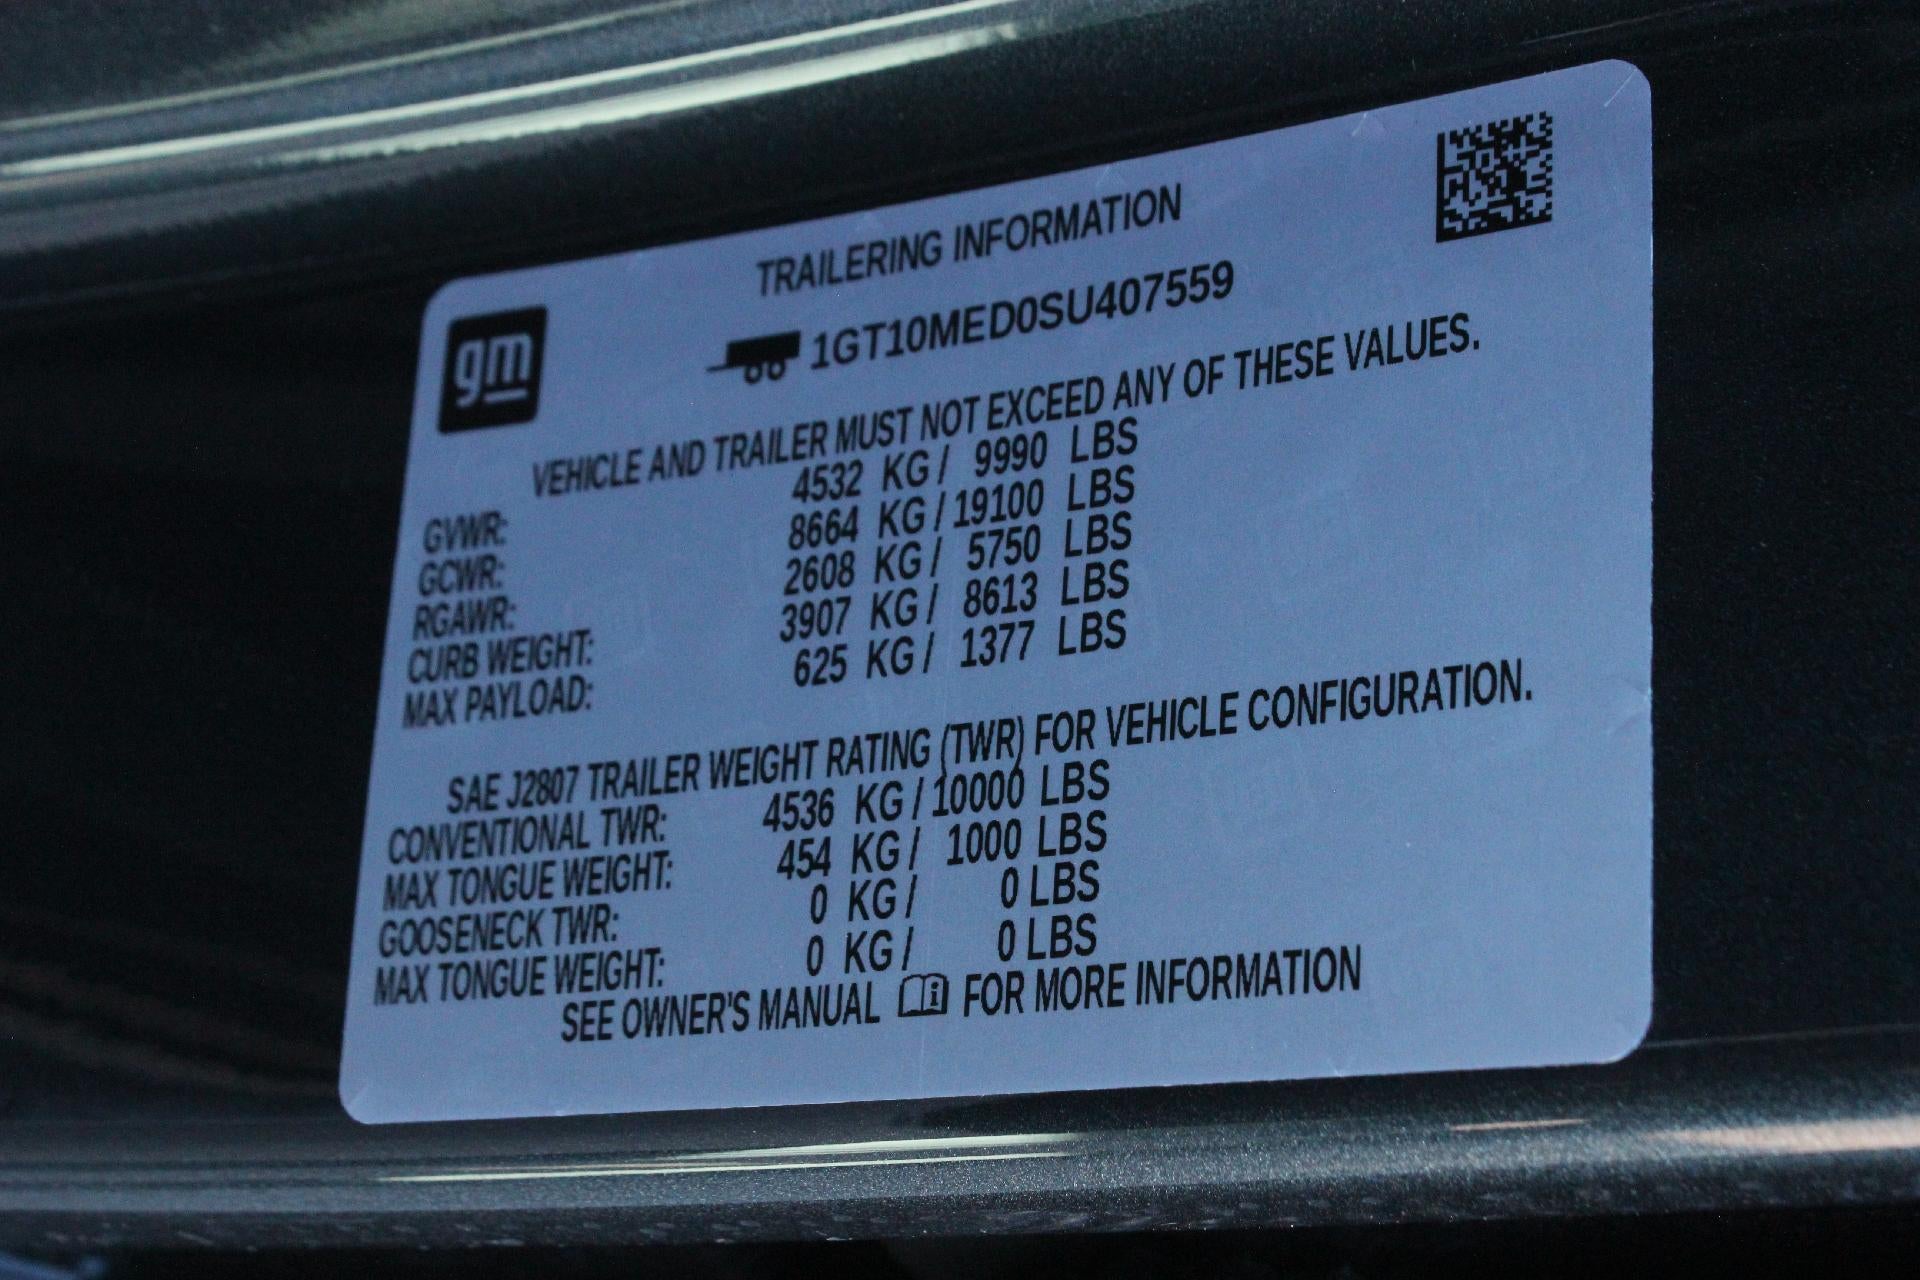 TRAILERING INFORMATION
gm
1GT10MED0SU407559
VEHICLE AND TRAILER MUST NOT EXCEED ANY OF THESE VALUES.
GVWR: 4532 KG / 9990 LBS
GCWR: 8664 KG / 19100 LBS
RGAWR: 2608 KG / 5750 LBS
CURB WEIGHT: 3907 KG / 8613 LBS
MAX PAYLOAD: 625 KG / 1377 LBS
SAE J2807 TRAILER WEIGHT RATING (TWR) FOR VEHICLE CONFIGURATION.
CONVENTIONAL TWR: 4536 KG / 10000 LBS
MAX TONGUE WEIGHT: 454 KG / 1000 LBS
GOOSENECK TWR: 0 KG / 0 LBS
MAX TONGUE WEIGHT: 0 KG / 0 LBS
SEE OWNER'S MANUAL FOR MORE INFORMATION